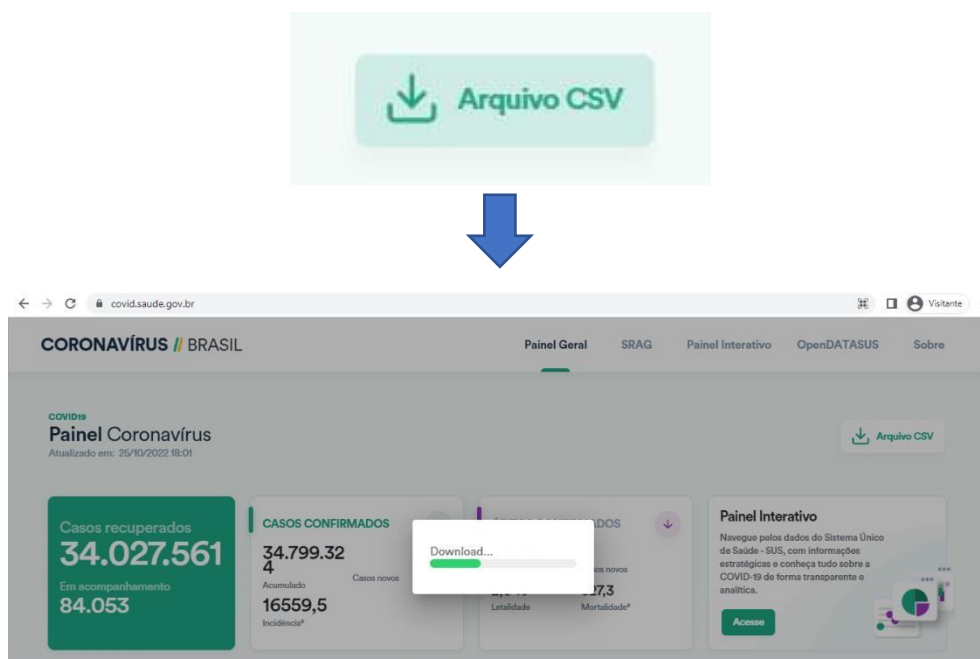 Arquivo CSV
covid.saude.gov.br
Visitante
CORONAVÍRUS // BRASIL
Painel Geral
SRAG
Painel Interativo
OpenDATASUS
Sobre
COVID19
Painel Coronavírus
Atualizado em: 25/10/2022 18:01
Arquivo CSV
Casos recuperados
34.027.561
Em acompanhamento
84.053
CASOS CONFIRMADOS
34.799.32
4
Acumulado
Casos novos
16559,5
Incidência*
Download...
novos
Letalidade
Mortalidade*
Painel Interativo
Navegue pelos dados do Sistema Único
de Saúde - SUS, com informações
estratégicas e conheça tudo sobre a
COVID-19 de forma transparente e
analítica.
Acesse